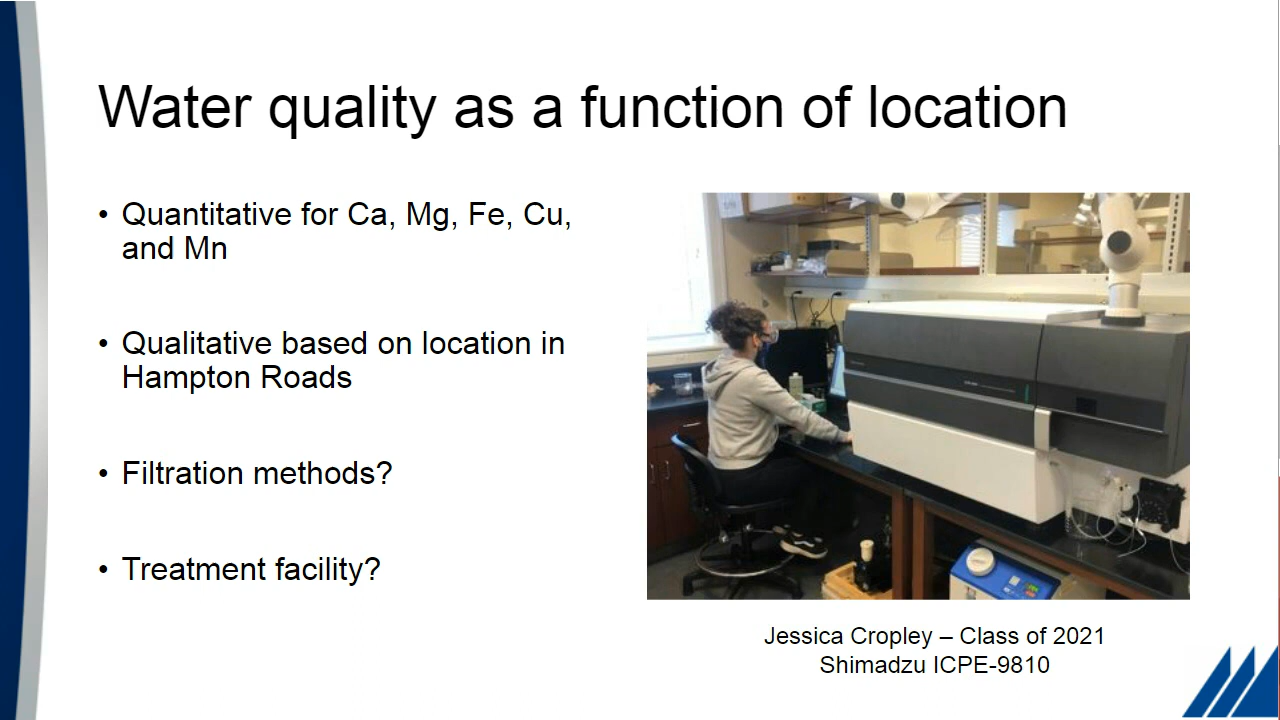 Water quality as a function of location
• Quantitative for Ca, Mg, Fe, Cu,
and Mn
• Qualitative based on location in
Hampton Roads
• Filtration methods?
• Treatment facility?
Jessica Cropley – Class of 2021
Shimadzu ICPE-9810